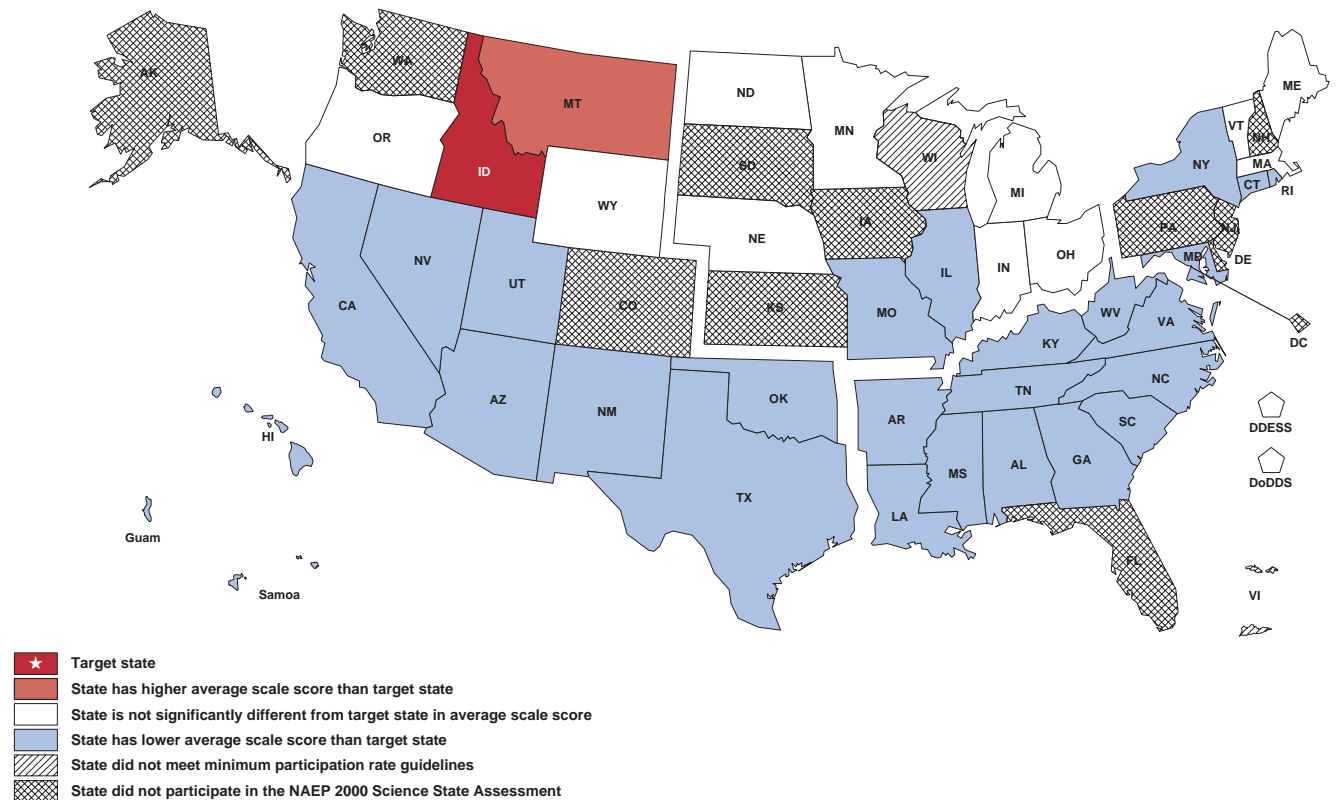 AK
WA
MT
ND
ME
OR
ID
MN
VT
NH
SD
WI
NY
MA
CT
RI
WY
MI
IA
PA
NJ
NE
OH
DE
MD
NV
UT
IN
IL
CA
CO
KS
MO
WV
VA
DC
KY
NC
TN
AZ
NM
OK
AR
SC
DDESS
HI
MS
AL
GA
DoDDS
TX
LA
Guam
FL
Samoa
VI
Target state
State has higher average scale score than target state
State is not significantly different from target state in average scale score
State has lower average scale score than target state
State did not meet minimum participation rate guidelines
State did not participate in the NAEP 2000 Science State Assessment